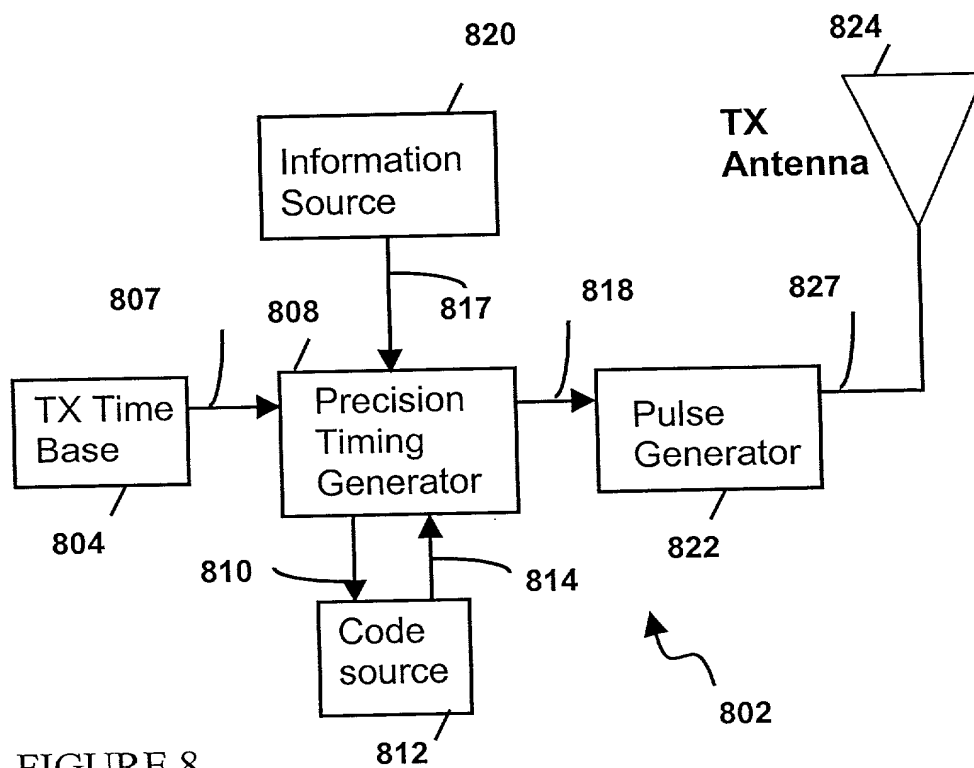 820
824
Information
Source
TX
Antenna
807
808
817
818
827
TX Time
Base
Precision
Timing
Generator
Pulse
Generator
804
810
814
822
Code
source
802
812
FIGURE 8